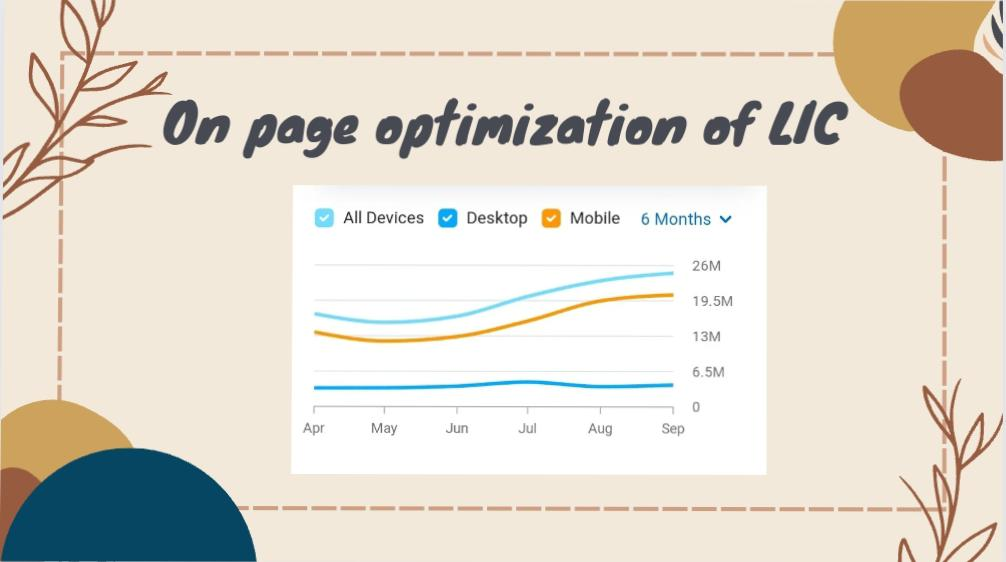 On page optimization of LIC
All Devices Desktop Mobile 6 Months
26M
19.5M
13M
6.5M
0
Apr May Jun Jul Aug Sep